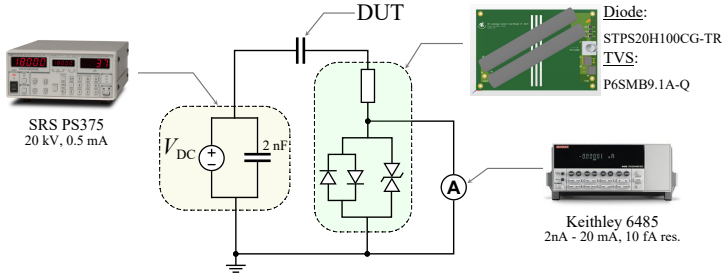 DUT
Diode:
STPS20H100CG-TR
TVS:
P6SMB9.1A-Q
SRS PS375
20 kV, 0.5 mA
VDC
2 nF
A
Keithley 6485
2nA - 20 mA, 10 fA res.